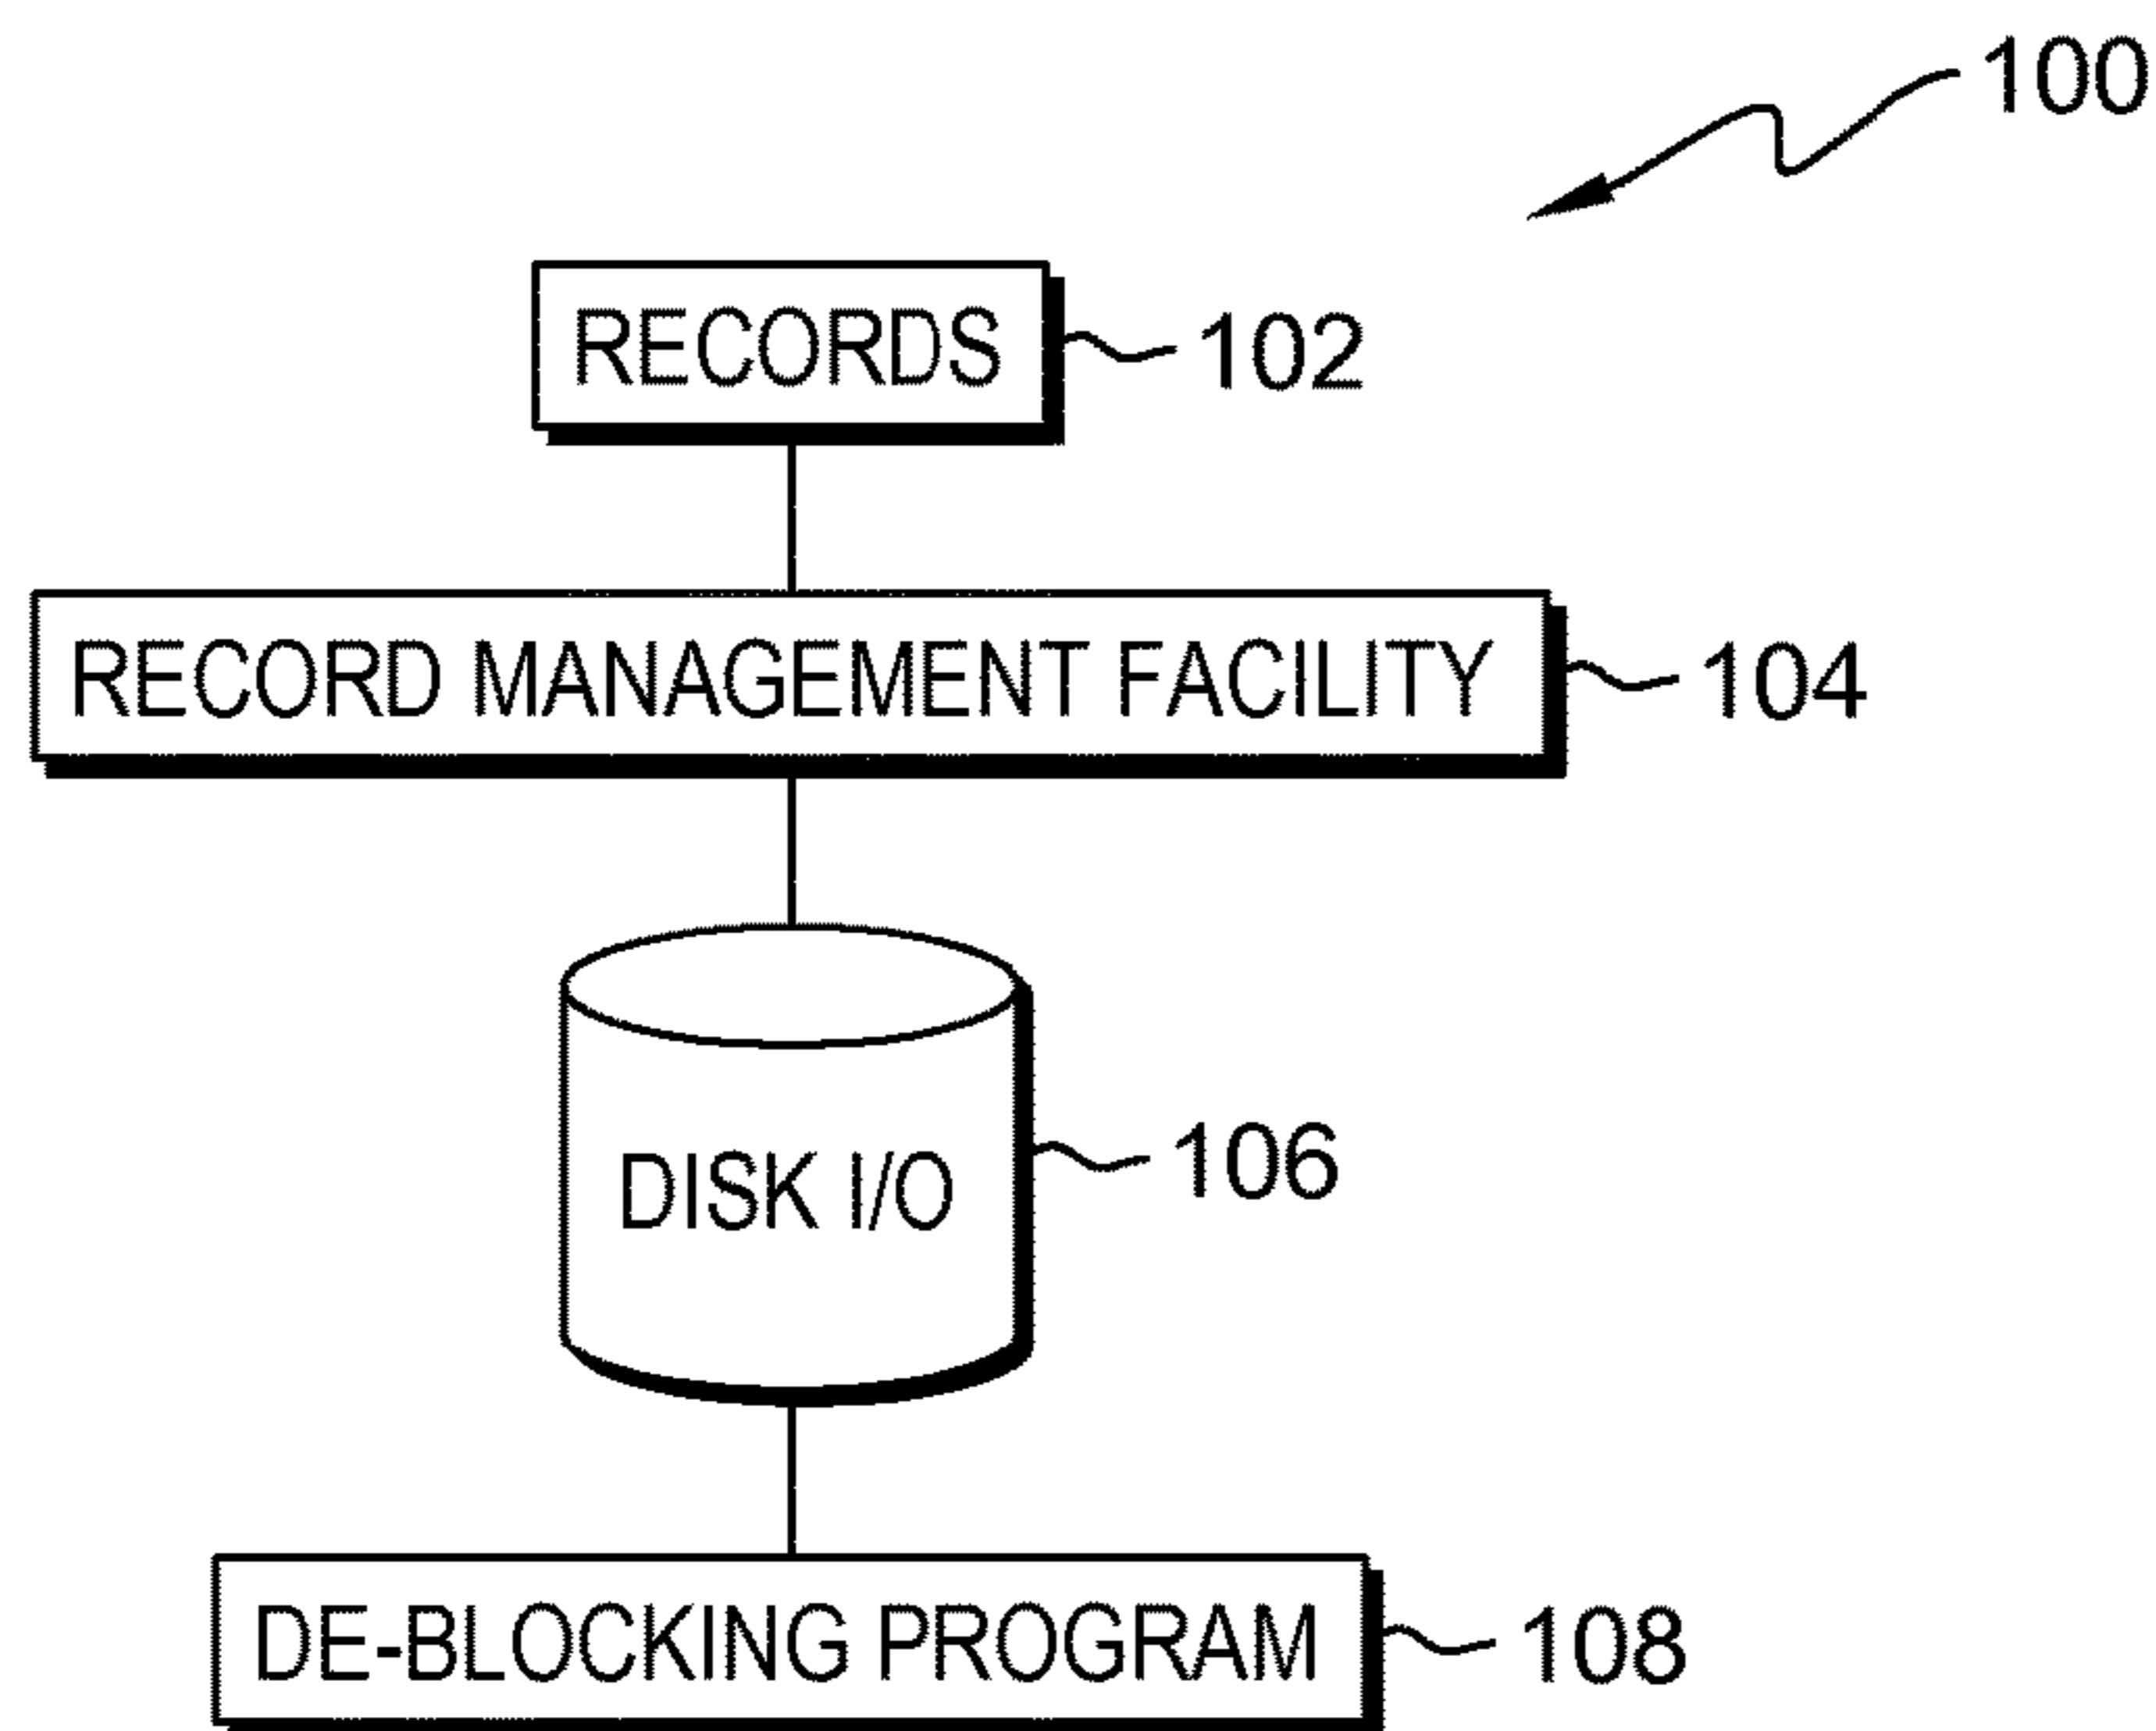 100
RECORDS 102
RECORD MANAGEMENT FACILITY 104
DISK I/O 106
DE-BLOCKING PROGRAM 108